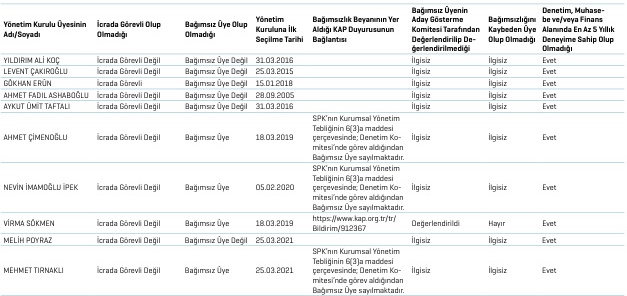 Yönetim Kurulu Üyesinin Adı/Soyadı | İcrada Görevli Olup Olmadığı | Bağımsız Üye Olup Olmadığı | Yönetim Kuruluna İlk Seçilme Tarihi | Bağımsızlık Beyanının Yer Aldığı KAP Duyurusunun Bağlantısı | Bağımsız Üyenin Aday Gösterme Komitesi Tarafından Değerlendirilip De-ğerlendirilmediği | Bağımsızlığını Kaybeden Üye Olup Olmadığı | Denetim, Muhase-be ve/veya Finans Alanında En Az 5 Yıllık Deneyime Sahip Olup Olmadığı
YILDIRIM ALİ KOÇ | İcrada Görevli Değil | Bağımsız Üye Değil | 31.03.2016 | | İlgisiz | İlgisiz | Evet
LEVENT ÇAKIROĞLU | İcrada Görevli Değil | Bağımsız Üye Değil | 25.03.2015 | | İlgisiz | İlgisiz | Evet
GÖKHAN ERÜN | İcrada Görevli | Bağımsız Üye Değil | 15.01.2018 | | İlgisiz | İlgisiz | Evet
AHMET FADIL ASHABOĞLU | İcrada Görevli Değil | Bağımsız Üye Değil | 28.09.2005 | | İlgisiz | İlgisiz | Evet
AYKUT ÜMİT TAFTALI | İcrada Görevli Değil | Bağımsız Üye Değil | 31.03.2016 | | İlgisiz | İlgisiz | Evet
AHMET ÇİMENOĞLU | İcrada Görevli Değil | Bağımsız Üye | 18.03.2019 | SPK'nın Kurumsal Yönetim Tebliğinin 6(3)a maddesi çerçevesinde; Denetim Ko-mitesi'nde görev aldığından Bağımsız Üye sayılmaktadır. | İlgisiz | İlgisiz | Evet
NEVİN İMAMOĞLU İPEK | İcrada Görevli Değil | Bağımsız Üye | 05.02.2020 | SPK'nın Kurumsal Yönetim Tebliğinin 6(3)a maddesi çerçevesinde; Denetim Ko-mitesi'nde görev aldığından Bağımsız Üye sayılmaktadır. | İlgisiz | İlgisiz | Evet
VİRMA SÖKMEN | İcrada Görevli Değil | Bağımsız Üye | 18.03.2019 | https://www.kap.org.tr/tr/Bildirim/912367 | Değerlendirildi | Hayır | Evet
MELİH POYRAZ | İcrada Görevli Değil | Bağımsız Üye Değil | 25.03.2021 | | İlgisiz | İlgisiz | Evet
MEHMET TIRNAKLI | İcrada Görevli Değil | Bağımsız Üye | 25.03.2021 | SPK'nın Kurumsal Yönetim Tebliğinin 6(3)a maddesi çerçevesinde; Denetim Ko-mitesi'nde görev aldığından Bağımsız Üye sayılmaktadır. | İlgisiz | İlgisiz | Evet